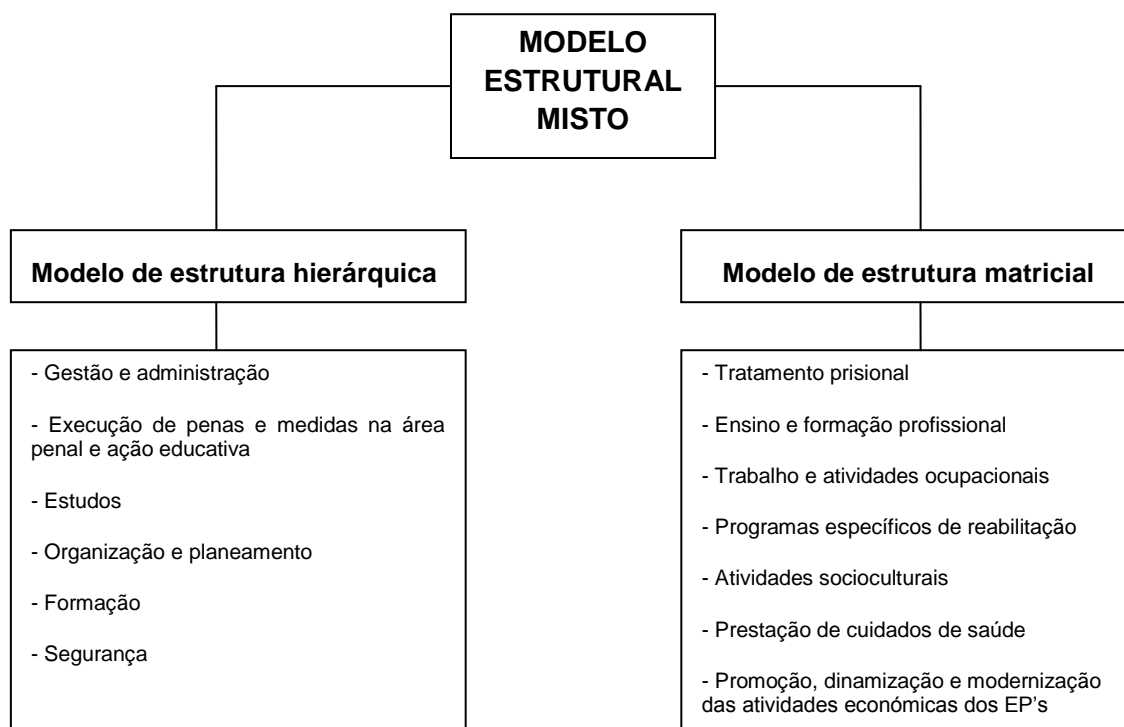 MODELO
ESTRUTURAL
MISTO
Modelo de estrutura hierárquica
- Gestão e administração
- Execução de penas e medidas na área
penal e ação educativa
- Estudos
- Organização e planeamento
- Formação
- Segurança
Modelo de estrutura matricial
- Tratamento prisional
- Ensino e formação profissional
- Trabalho e atividades ocupacionais
- Programas específicos de reabilitação
- Atividades socioculturais
- Prestação de cuidados de saúde
- Promoção, dinamização e modernização
das atividades económicas dos EP’s